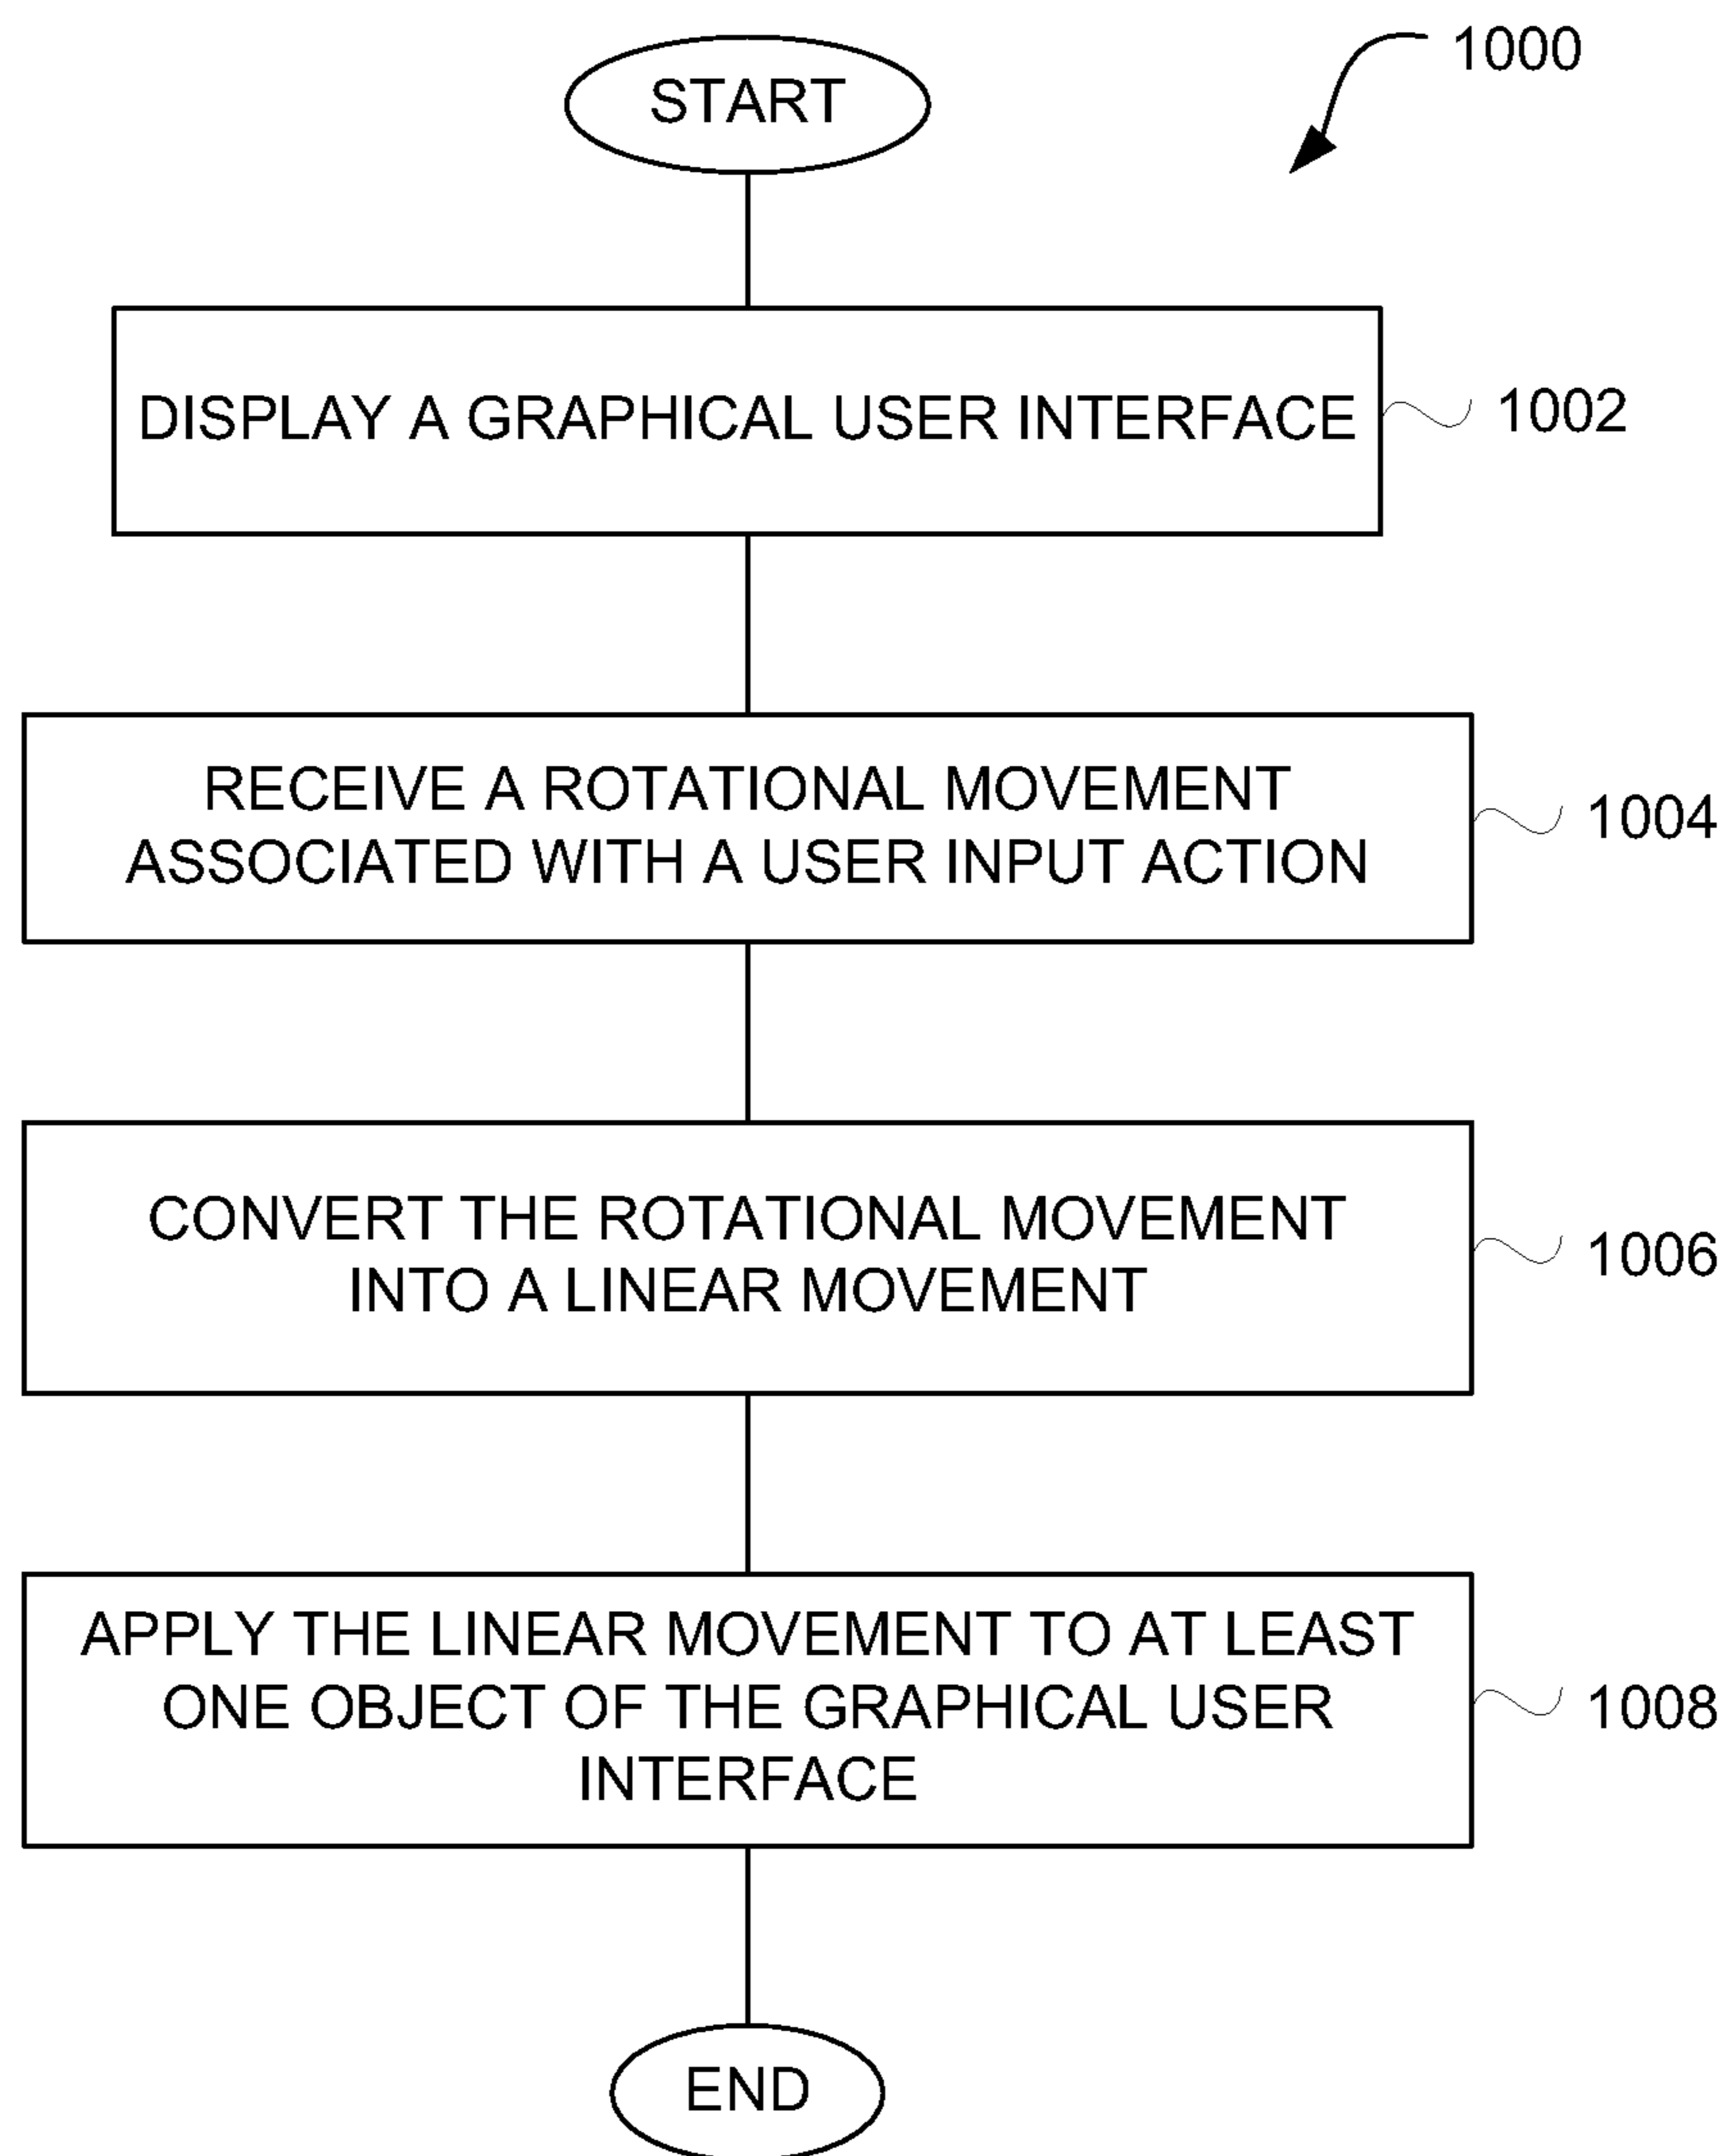 1000
START
DISPLAY A GRAPHICAL USER INTERFACE
1002
RECEIVE A ROTATIONAL MOVEMENT
ASSOCIATED WITH A USER INPUT ACTION
1004
CONVERT THE ROTATIONAL MOVEMENT
INTO A LINEAR MOVEMENT
1006
APPLY THE LINEAR MOVEMENT TO AT LEAST
ONE OBJECT OF THE GRAPHICAL USER
INTERFACE
1008
END